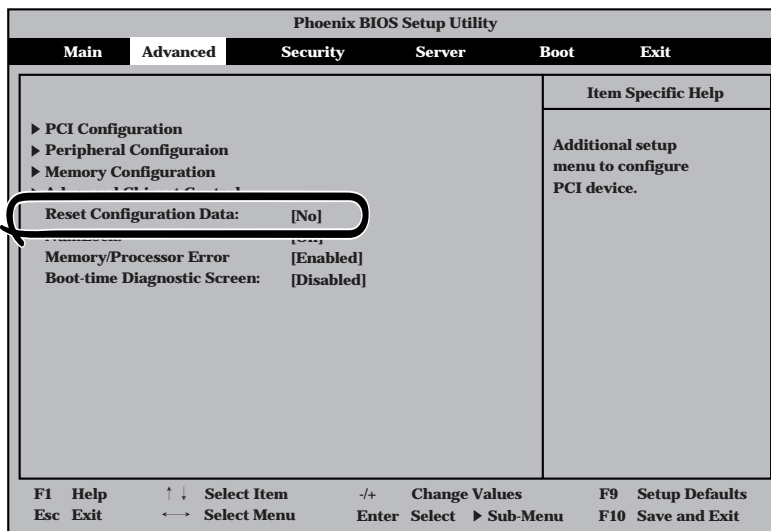 Phoenix BIOS Setup Utility
Main Advanced Security Server Boot Exit
Item Specific Help
Additional setup
menu to configure
PCI device.
▶ PCI Configuration
▶ Peripheral Configuraion
▶ Memory Configuration
Reset Configuration Data: [No]
Memory/Processor Error [Enabled]
Boot-time Diagnostic Screen: [Disabled]
F1 Help ↑↓ Select Item -/+ Change Values F9 Setup Defaults
Esc Exit ←→ Select Menu Enter Select ▶ Sub-Menu F10 Save and Exit